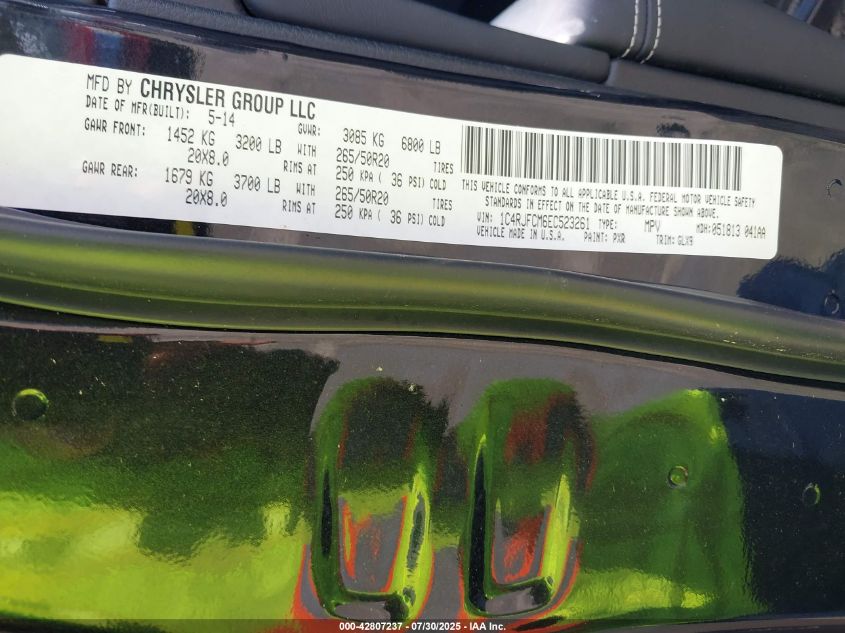 MFD BY CHRYSLER GROUP LLC
DATE OF MFR(BUILT): 5-14 GVWR: 3085 KG 6800 LB
GAWR FRONT: 1452 KG 3200 LB WITH 265/50R20 TIRES
20X8.0 RIMS AT 250 KPA ( 36 PSI) COLD
GAWR REAR: 1679 KG 3700 LB WITH 265/50R20 TIRES
20X8.0 RIMS AT 250 KPA ( 36 PSI) COLD
THIS VEHICLE CONFORMS TO ALL APPLICABLE U.S.A. FEDERAL MOTOR VEHICLE SAFETY
STANDARDS IN EFFECT ON THE DATE OF MANUFACTURE SHOWN ABOVE.
VIN: 1C4RJFCM6EC523261 TYPE: MPV MDH: 051813 041AA
VEHICLE MADE IN U.S.A. PAINT: PXR TRIM: GLX9
000-42807237 - 07/30/2025 - IAA Inc.